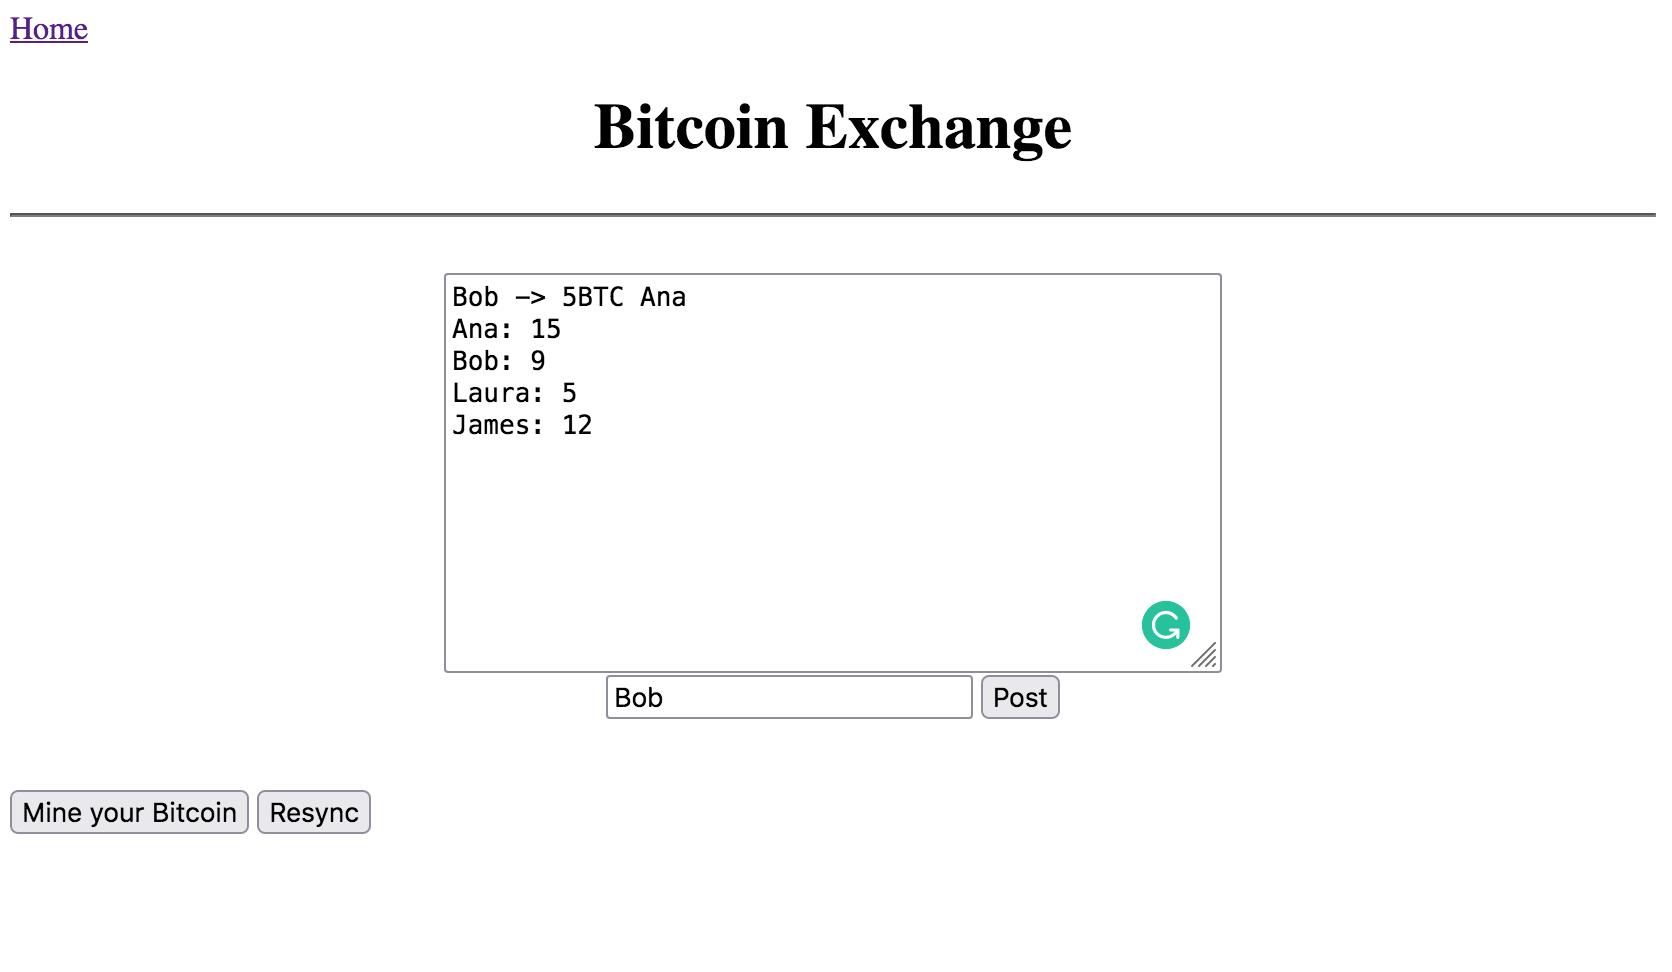 Home
Bitcoin Exchange
Bob -> 5BTC Ana
Ana: 15
Bob: 9
Laura: 5
James: 12
Bob Post
Mine your Bitcoin Resync